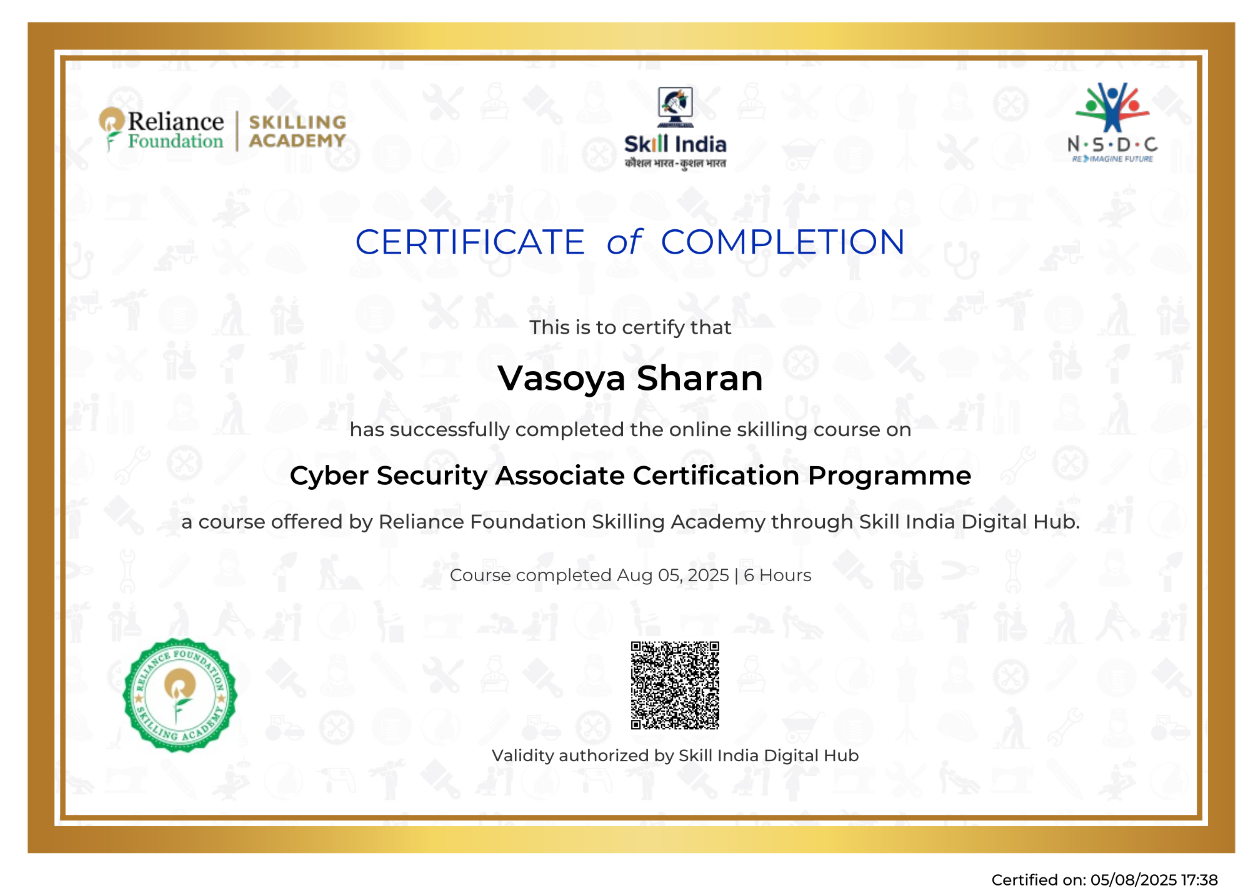 Reliance
Foundation
SKILLING
ACADEMY
Skill India
कौशल भारत-कुशल भारत
N·S·D·C
RE IMAGINE FUTURE
CERTIFICATE of COMPLETION
This is to certify that
Vasoya Sharan
has successfully completed the online skilling course on
Cyber Security Associate Certification Programme
a course offered by Reliance Foundation Skilling Academy through Skill India Digital Hub.
Course completed Aug 05, 2025 | 6 Hours
RELIANCE FOUNDATION
SKILLING ACADEMY
Validity authorized by Skill India Digital Hub
Certified on: 05/08/2025 17:38